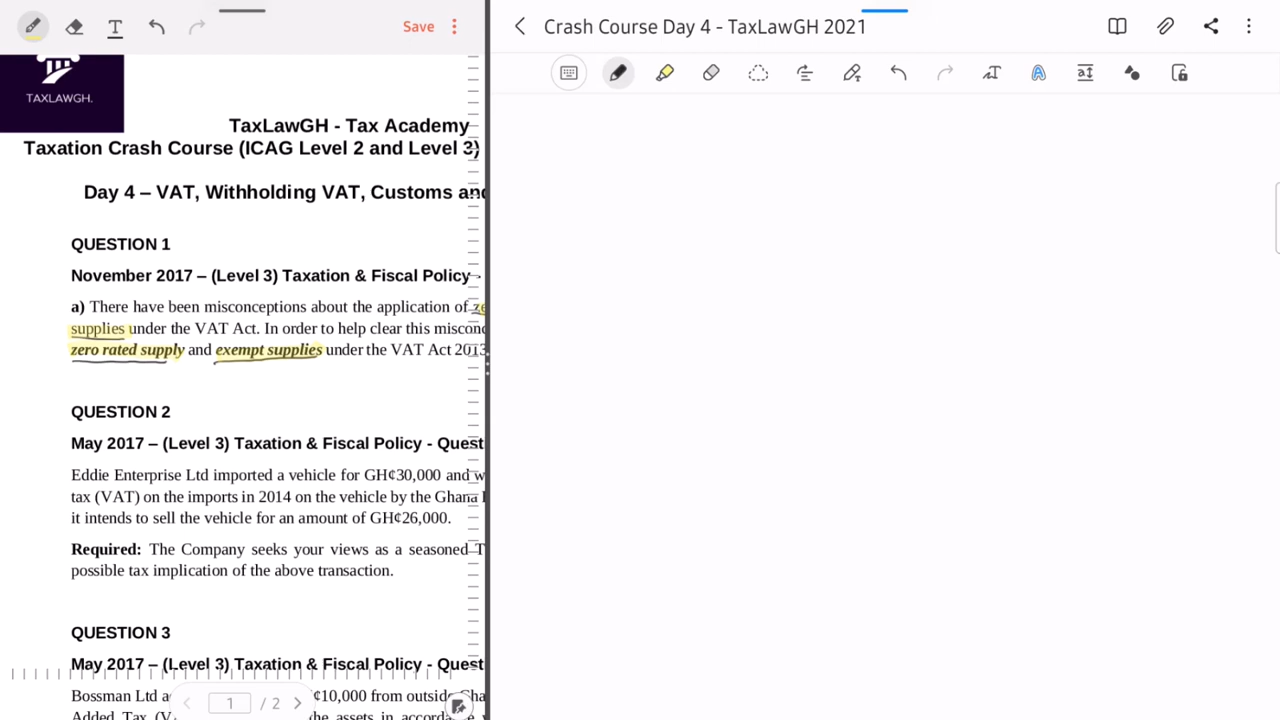 Save
Crash Course Day 4 - TaxLawGH 2021
TAXLAWGH.
TaxLawGH - Tax Academy
Taxation Crash Course (ICAG Level 2 and Level 3)
Day 4 – VAT, Withholding VAT, Customs and
QUESTION 1
November 2017 – (Level 3) Taxation & Fiscal Policy -
a) There have been misconceptions about the application of
supplies under the VAT Act. In order to help clear this
zero rated supply and exempt supplies under the VAT Act 2013
QUESTION 2
May 2017 – (Level 3) Taxation & Fiscal Policy - Quest
Eddie Enterprise Ltd imported a vehicle for GH¢30,000 and
tax (VAT) on the imports in 2014 on the vehicle by the Ghana
it intends to sell the vehicle for an amount of GH¢26,000.
Required: The Company seeks your views as a seasoned T
possible tax implication of the above transaction.
QUESTION 3
May 2017 – (Level 3) Taxation & Fiscal Policy - Quest
Bossman Ltd ¢10,000 from outside
Added Tax the assets in
1 / 2